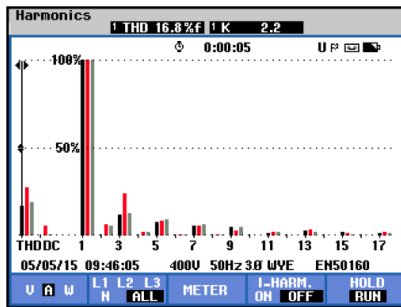 Harmonics
1 THD 16.8%f 1 K 2.2
0:00:05 U
100%
50%
THDDC 1 3 5 7 9 11 13 15 17
05/05/15 09:46:05 400V 50Hz 3Ø WYE EN50160
V A W L1 L2 L3 N ALL METER I-HARM. ON OFF HOLD RUN